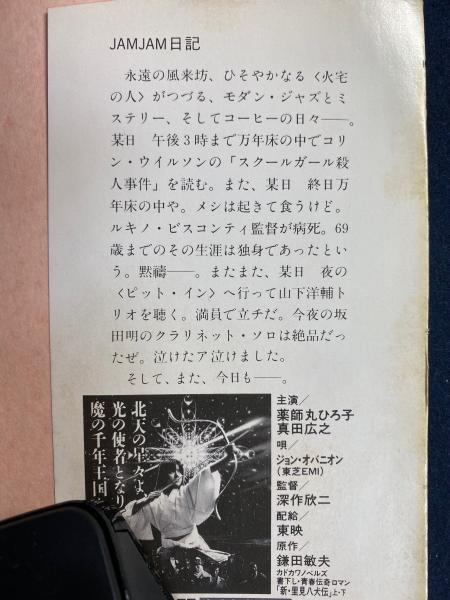 JAMJAM日記
永遠の風来坊、ひそやかなる〈火宅
の人〉がつづる、モダン・ジャズとミ
ステリー、そしてコーヒーの日々――。
某日　午後3時まで万年床の中でコリ
ン・ウイルソンの「スクールガール殺
人事件」を読む。また、某日　終日万
年床の中や。メシは起きて食うけど。
ルキノ・ビスコンティ監督が病死。69
歳までのその生涯は独身であったとい
う。黙禱――。またまた、某日　夜の
〈ピット・イン〉へ行って山下洋輔ト
リオを聴く。満員で立チだ。今夜の坂
田明のクラリネット・ソロは絶品だっ
たぜ。泣けたア泣けました。
そして、また、今日も――。
北天の星々よ
光の使者となり
魔の千年王国
主演／
薬師丸ひろ子
真田広之
唄／
ジョン・オバニオン
（東芝EMI）
監督／
深作欣二
配給／
東映
原作／
鎌田敏夫
カドカワノベルズ
書下し・青春伝奇ロマン
「新・里見八犬伝」上・下